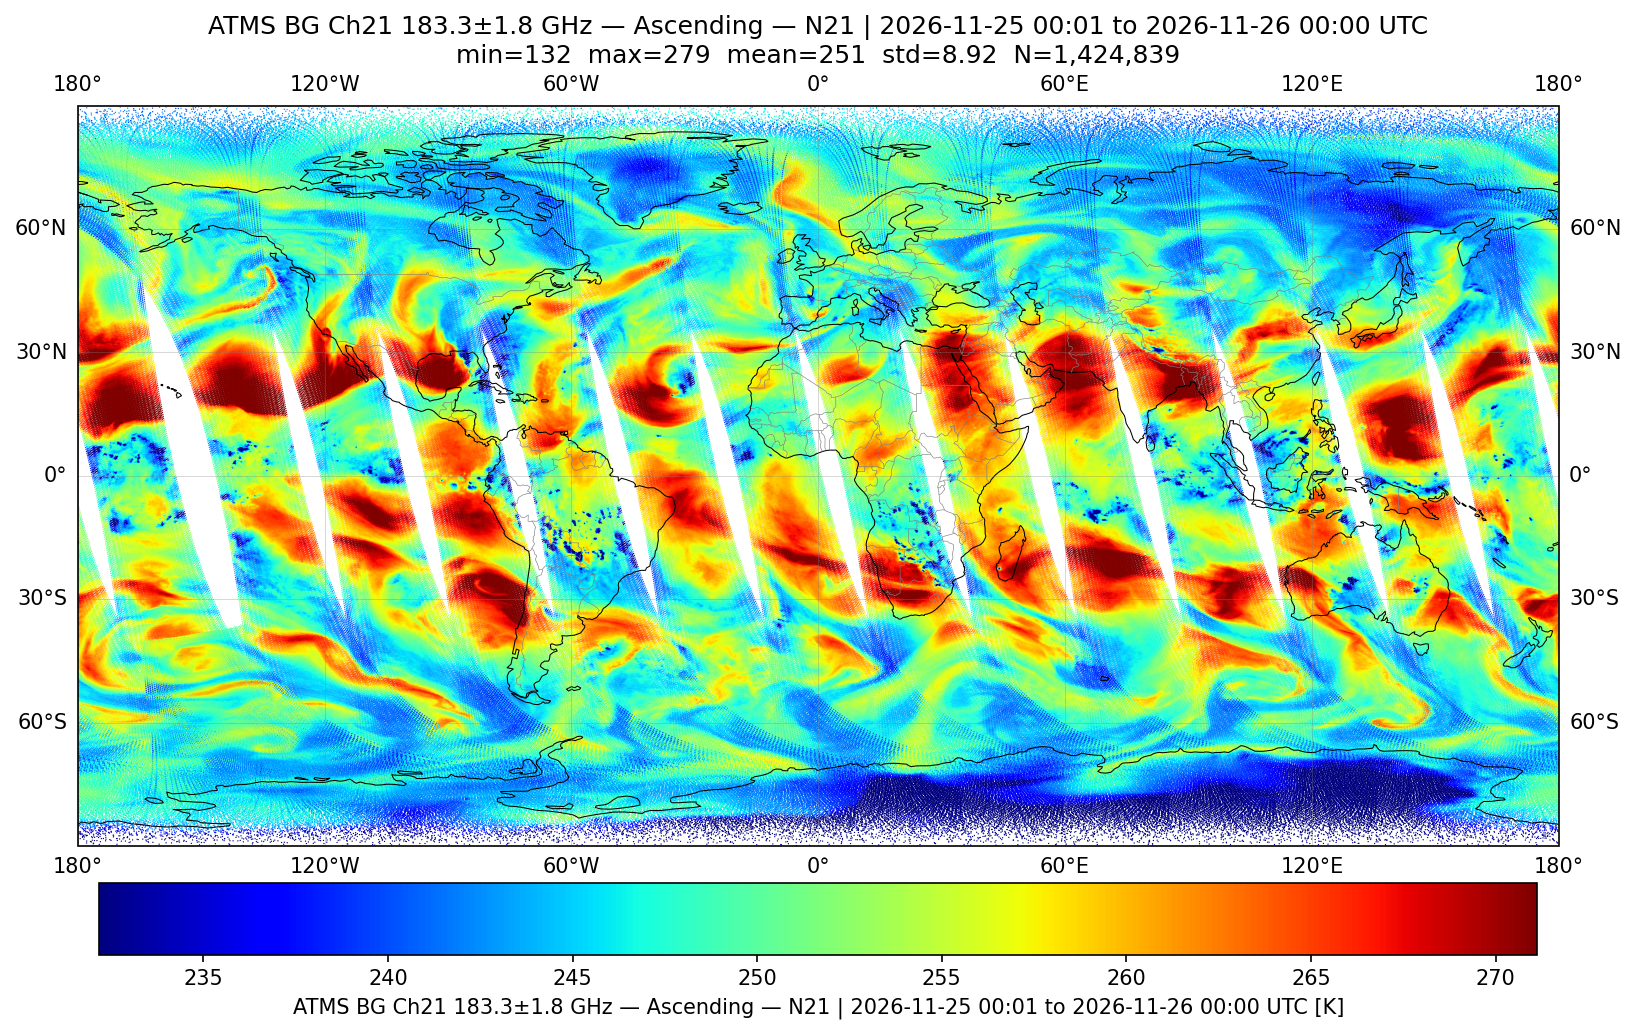 ATMS BG Ch21 183.3±1.8 GHz — Ascending — N21 | 2026-11-25 00:01 to 2026-11-26 00:00 UTC
min=132  max=279  mean=251  std=8.92  N=1,424,839
180° 120°W 60°W 0° 60°E 120°E 180°
60°N 60°N
30°N 30°N
0° 0°
30°S 30°S
60°S 60°S
180° 120°W 60°W 0° 60°E 120°E 180°
235 240 245 250 255 260 265 270
ATMS BG Ch21 183.3±1.8 GHz — Ascending — N21 | 2026-11-25 00:01 to 2026-11-26 00:00 UTC [K]